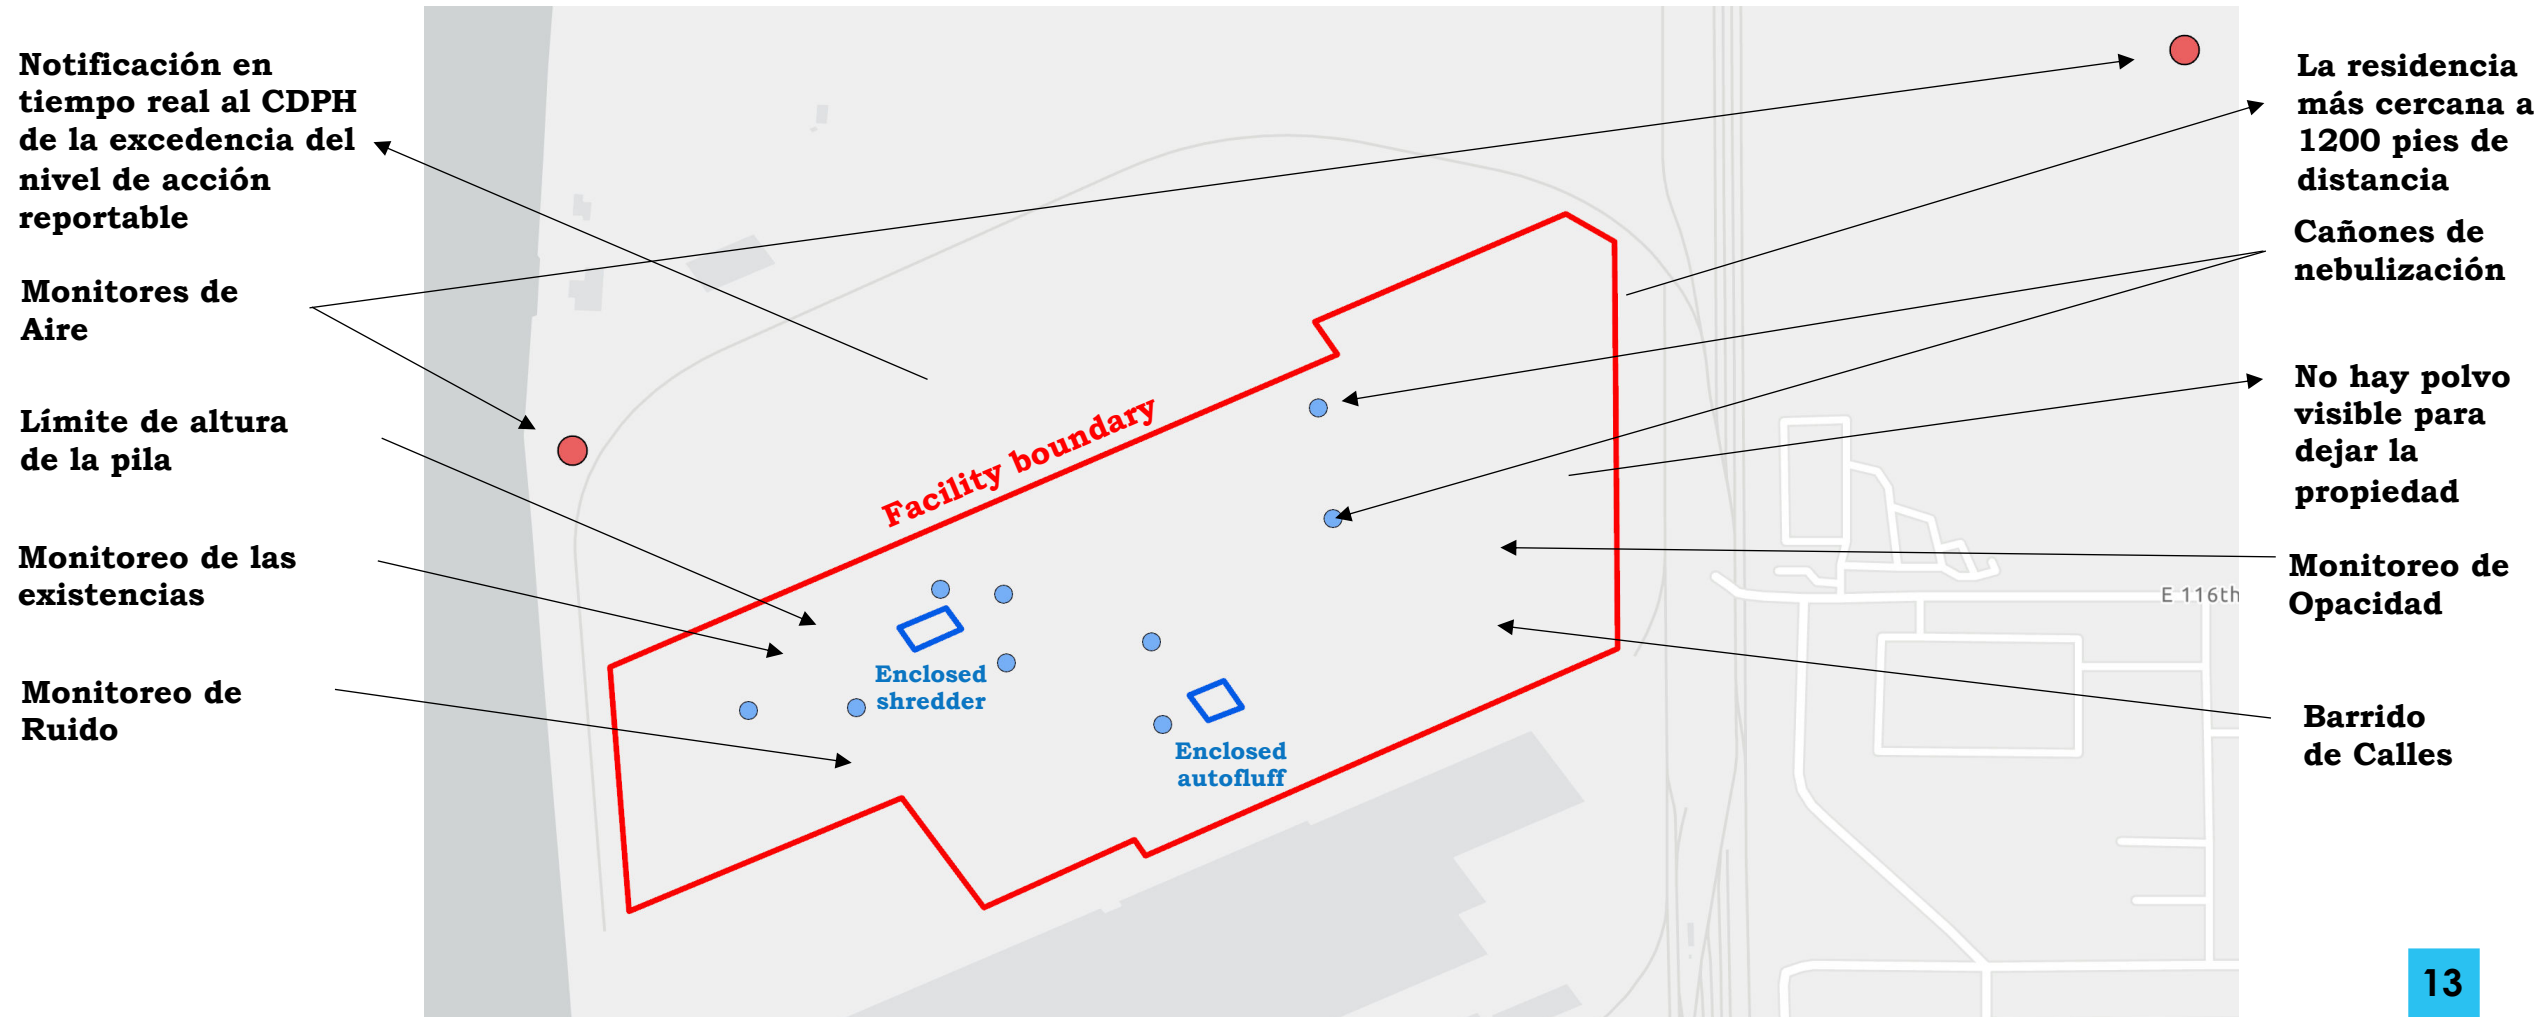 Notificación en
tiempo real al CDPH
de la excedencia del
nivel de acción
reportable
Monitores de
Aire
Límite de altura
de la pila
Monitoreo de las
existencias
Monitoreo de
Ruido
Facility boundary
Enclosed
shredder
Enclosed
autofluff
E 116th
La residencia
más cercana a
1200 pies de
distancia
Cañones de
nebulización
No hay polvo
visible para
dejar la
propiedad
Monitoreo de
Opacidad
Barrido
de Calles
13